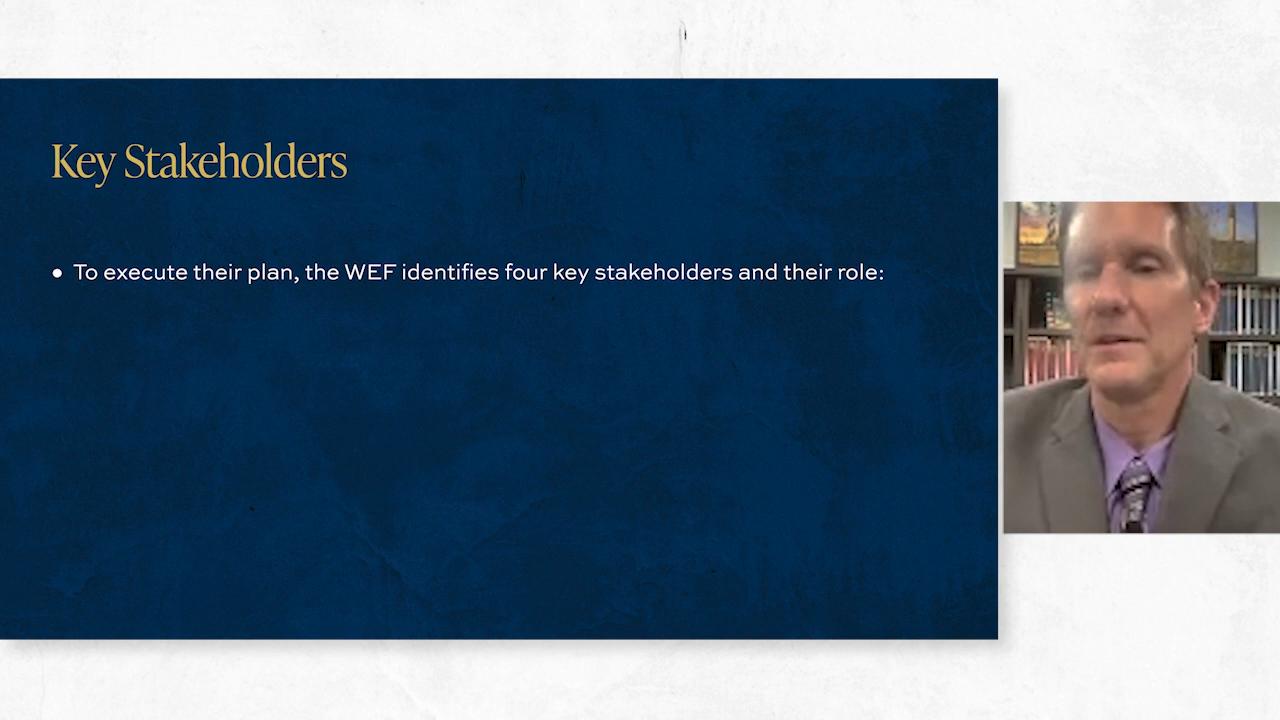 Key Stakeholders
• To execute their plan, the WEF identifies four key stakeholders and their role: